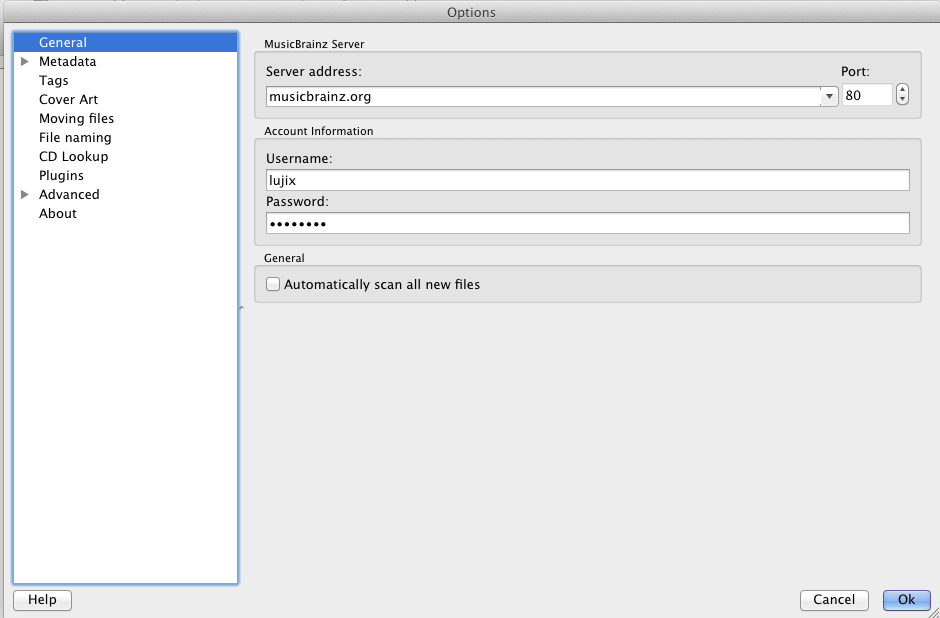 Options
General
Metadata
Tags
Cover Art
Moving files
File naming
CD Lookup
Plugins
Advanced
About
MusicBrainz Server
Server address:
Port:
musicbrainz.org
80
Account Information
Username:
lujix
Password:
••••••••
General
Automatically scan all new files
Help
Cancel
Ok